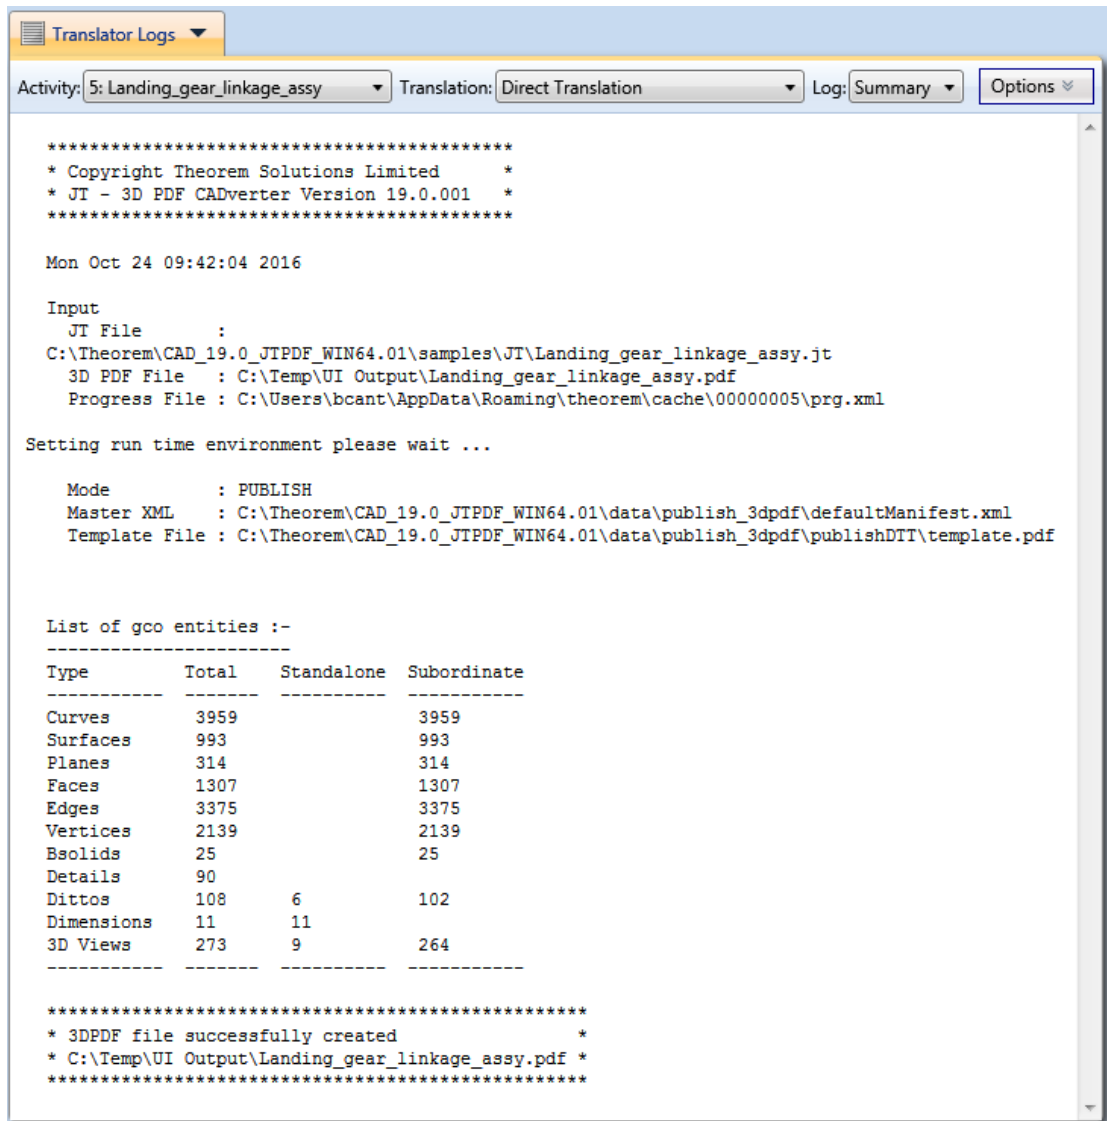 Translator Logs
Activity: 5: Landing_gear_linkage_assy Translation: Direct Translation Log: Summary Options
********************************************
* Copyright Theorem Solutions Limited      *
* JT - 3D PDF CADverter Version 19.0.001   *
********************************************
Mon Oct 24 09:42:04 2016
Input
JT File       :
C:\Theorem\CAD_19.0_JTPDF_WIN64.01\samples\JT\Landing_gear_linkage_assy.jt
3D PDF File   : C:\Temp\UI Output\Landing_gear_linkage_assy.pdf
Progress File : C:\Users\bcant\AppData\Roaming\theorem\cache\00000005\prg.xml
Setting run time environment please wait ...
Mode          : PUBLISH
Master XML    : C:\Theorem\CAD_19.0_JTPDF_WIN64.01\data\publish_3dpdf\defaultManifest.xml
Template File : C:\Theorem\CAD_19.0_JTPDF_WIN64.01\data\publish_3dpdf\publishDTT\template.pdf
List of gco entities :-
-----------------------
Type         Total    Standalone  Subordinate
-----------  -------  ----------  -----------
Curves        3959                 3959
Surfaces      993                  993
Planes        314                  314
Faces         1307                 1307
Edges         3375                 3375
Vertices      2139                 2139
Bsolids       25                   25
Details       90
Dittos        108      6           102
Dimensions    11       11
3D Views      273      9           264
-----------  -------  ----------  -----------
***************************************************
* 3DPDF file successfully created                 *
* C:\Temp\UI Output\Landing_gear_linkage_assy.pdf *
***************************************************